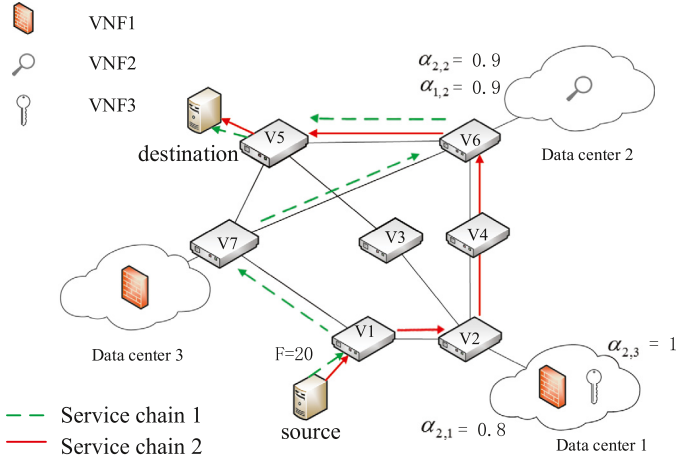 VNF1
VNF2
VNF3
α2,2 = 0.9
α1,2 = 0.9
Data center 2
V5
V6
destination
V7
V3
V4
Data center 3
V1
V2
F=20
α2,3 = 1
source
α2,1 = 0.8
Data center 1
Service chain 1
Service chain 2